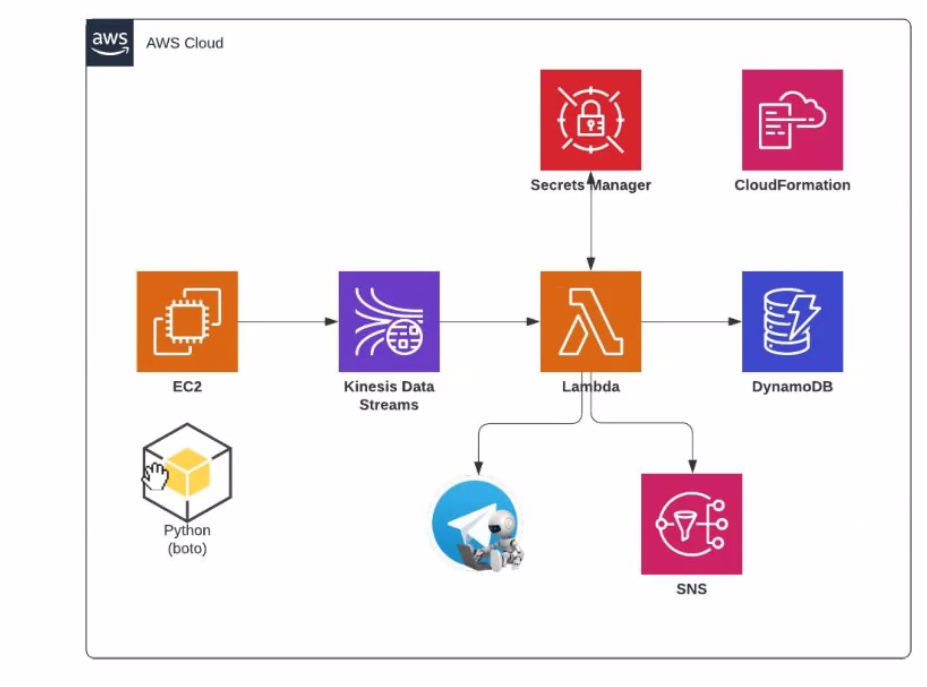 aws
AWS Cloud
Secrets Manager
CloudFormation
EC2
Kinesis Data
Streams
Lambda
DynamoDB
Python
(boto)
SNS